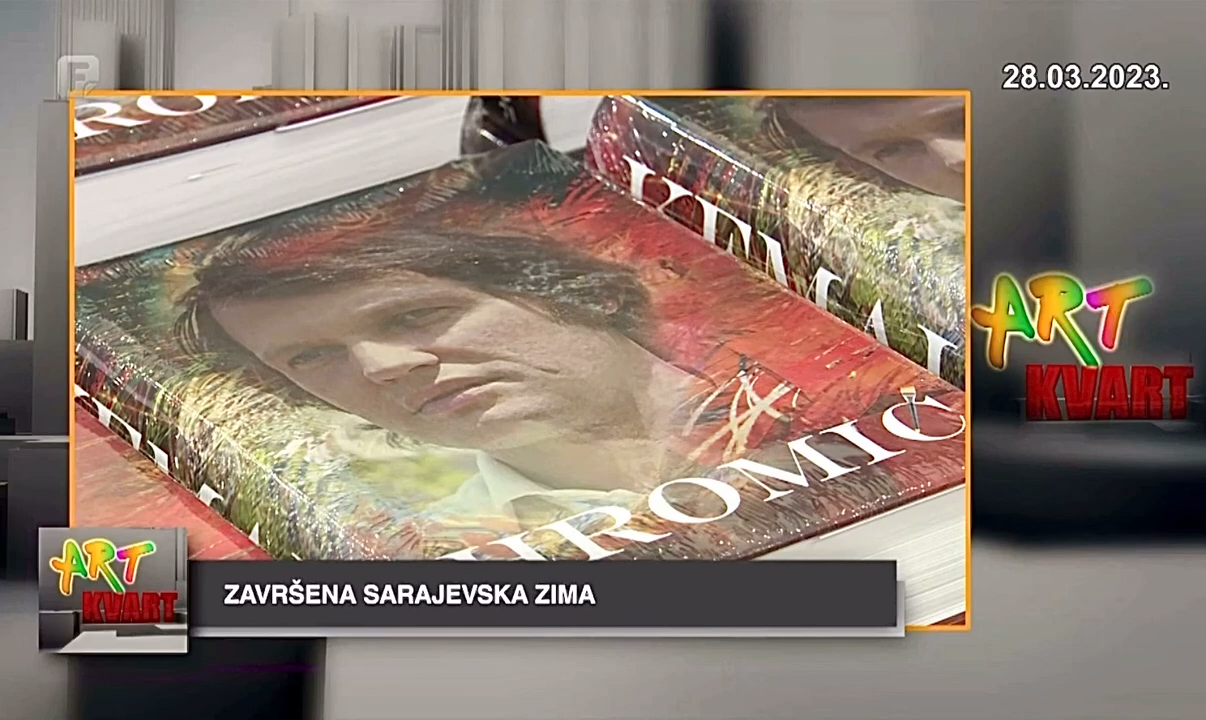 28.03.2023.
ART
KVART
KEMAL
HROMIĆ
ART
KVART
ZAVRŠENA SARAJEVSKA ZIMA